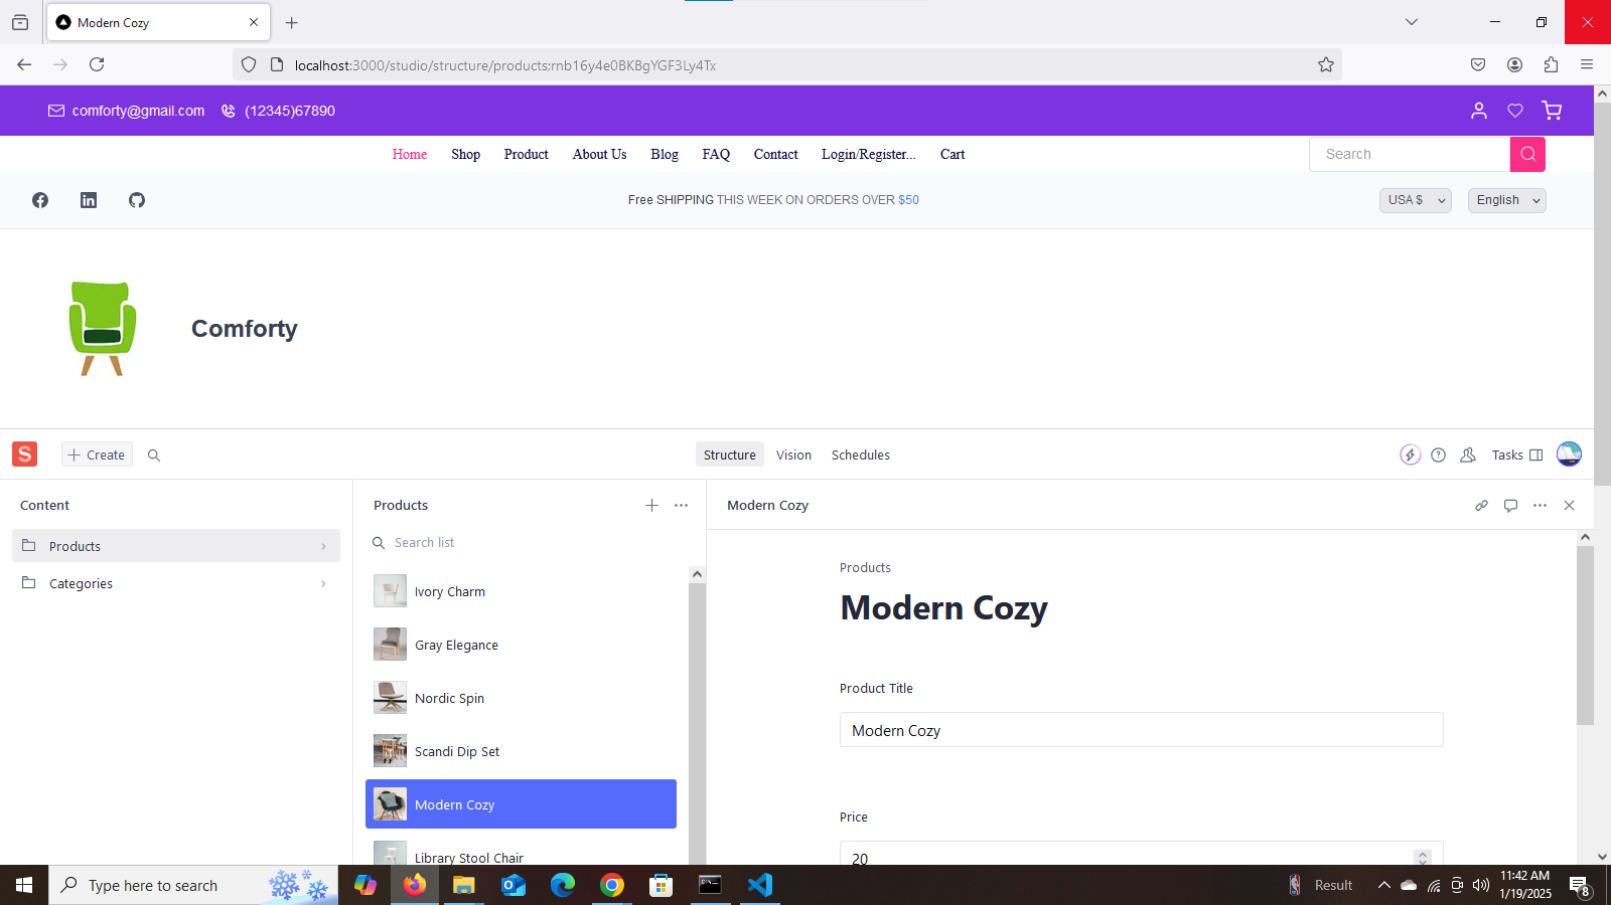 Modern Cozy
localhost:3000/studio/structure/products;rnb16y4e0BKBgYGF3Ly4Tx
comforty@gmail.com (12345)67890
Home Shop Product About Us Blog FAQ Contact Login/Register... Cart Search
Free SHIPPING THIS WEEK ON ORDERS OVER $50 USA $ English
Comforty
S Create Structure Vision Schedules Tasks
Content
Products
Categories
Products
Search list
Ivory Charm
Gray Elegance
Nordic Spin
Scandi Dip Set
Modern Cozy
Library Stool Chair
Modern Cozy
Products
Modern Cozy
Product Title
Modern Cozy
Price
20
Type here to search
Result
11:42 AM
1/19/2025
8